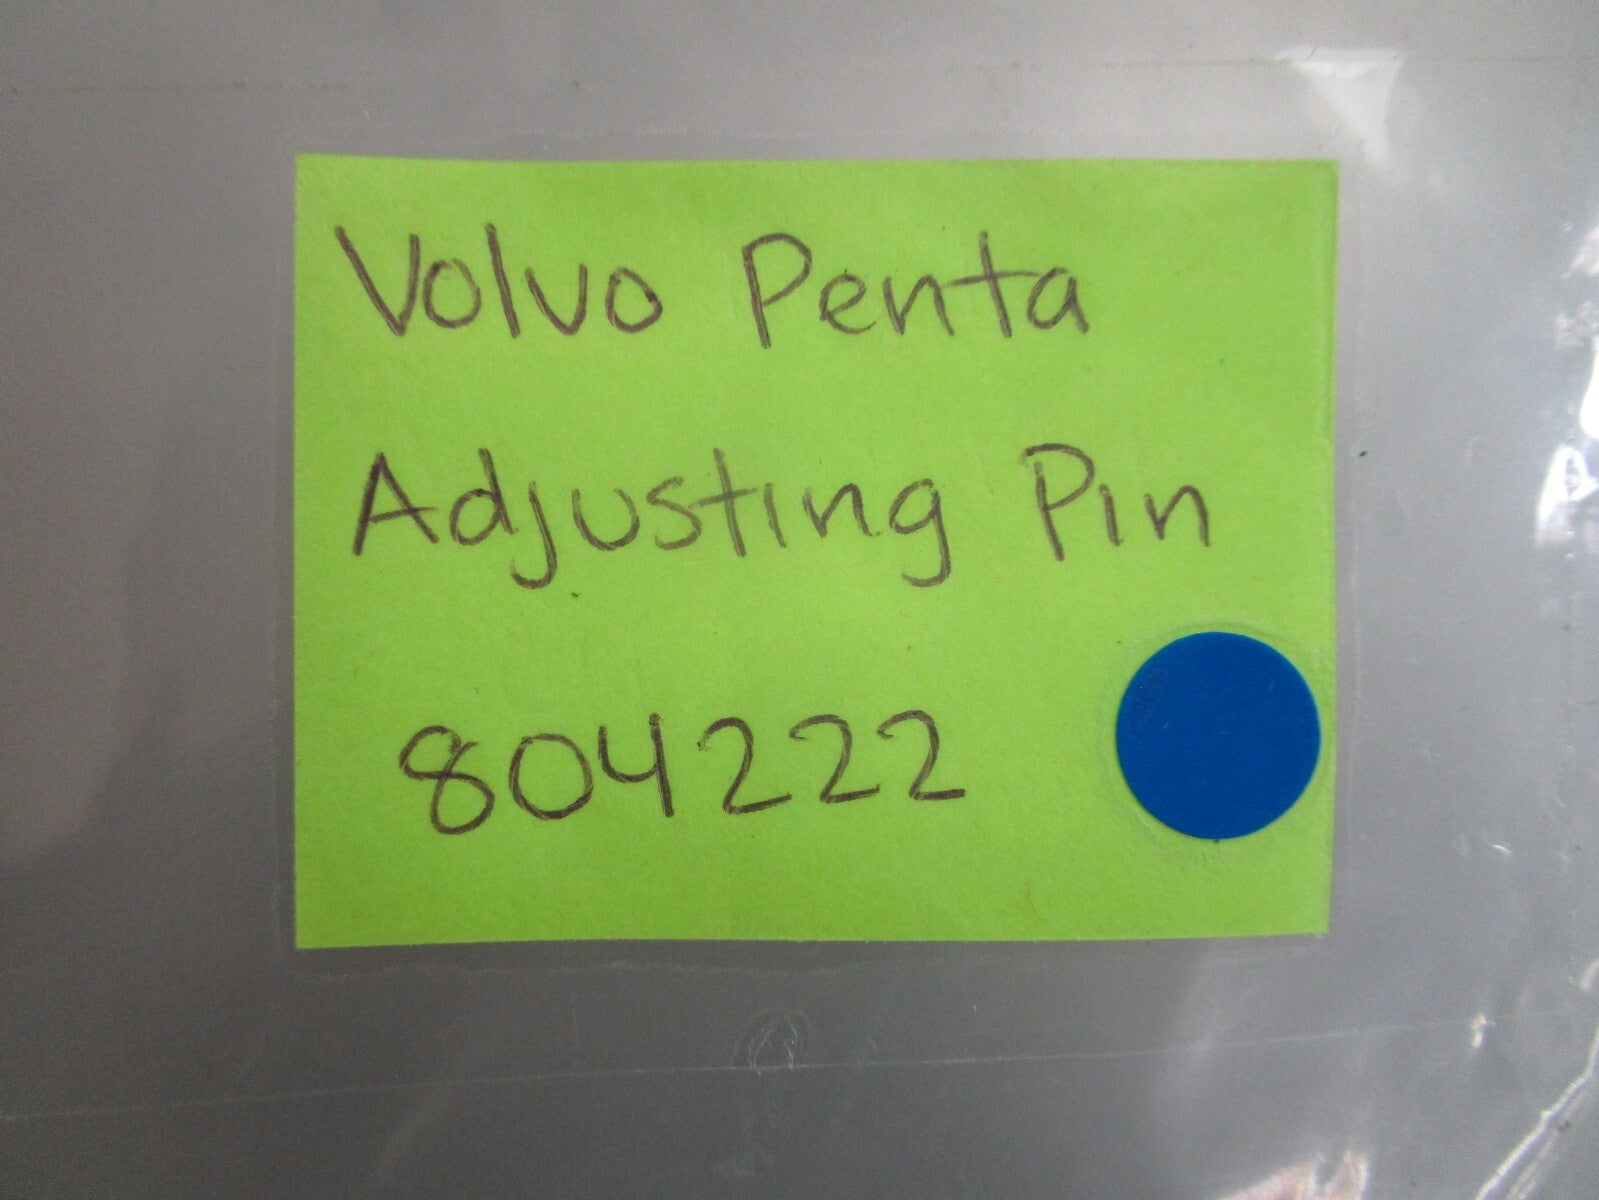 Volvo Penta
Adjusting Pin
804222